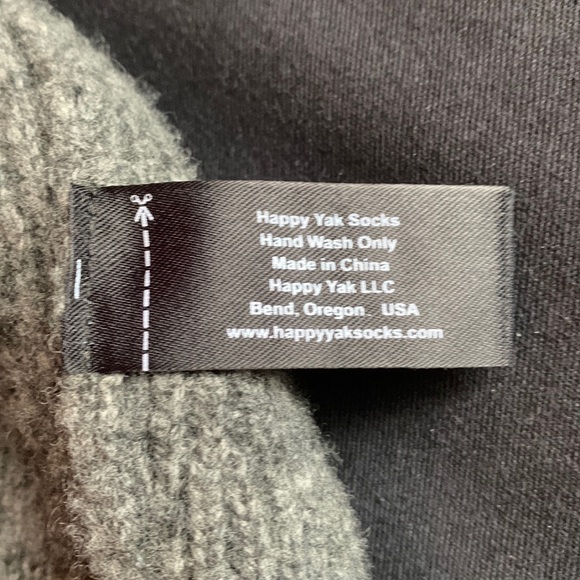 Happy Yak Socks
Hand Wash Only
Made in China
Happy Yak LLC
Bend, Oregon USA
www.happyyaksocks.com